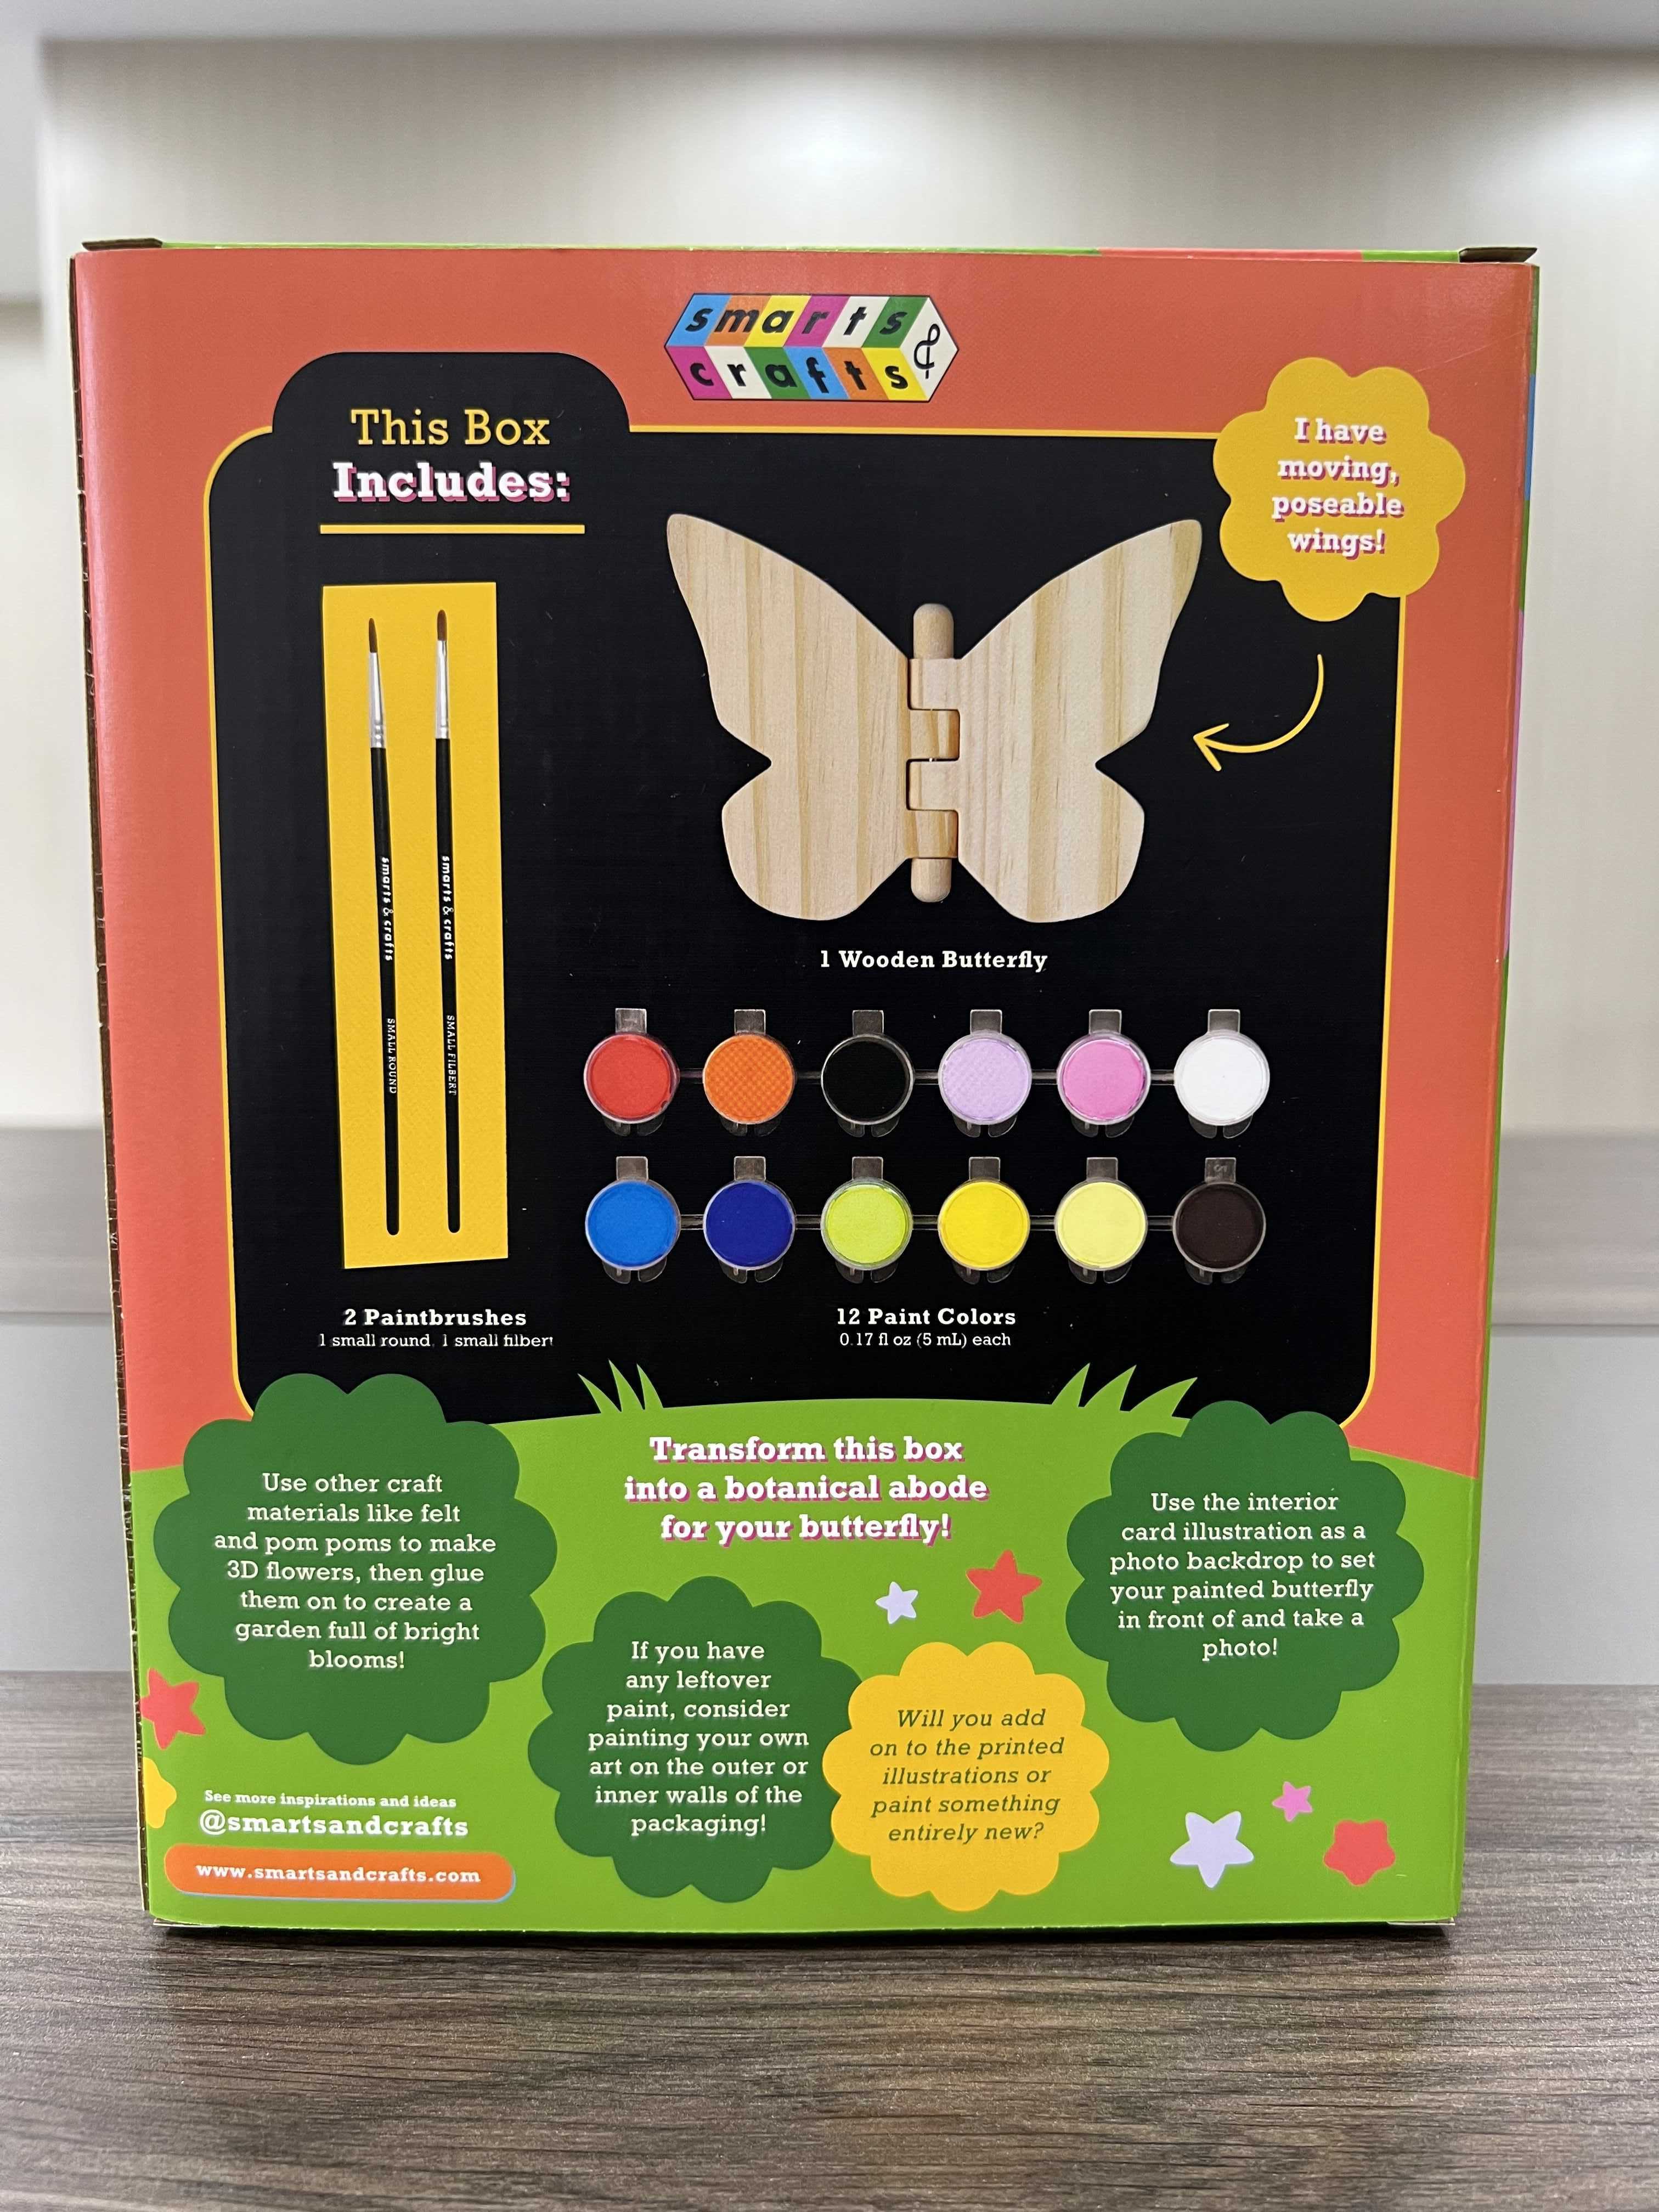 smarts &
crafts
This Box
Includes:
I have
moving,
poseable
wings!
smarts & crafts
SMALL ROUND
smarts & crafts
SMALL FILBERT
1 Wooden Butterfly
2 Paintbrushes
1 small round, 1 small filbert
12 Paint Colors
0.17 fl oz (5 mL) each
Transform this box
into a botanical abode
for your butterfly!
Use other craft
materials like felt
and pom poms to make
3D flowers, then glue
them on to create a
garden full of bright
blooms!
If you have
any leftover
paint, consider
painting your own
art on the outer or
inner walls of the
packaging!
Will you add
on to the printed
illustrations or
paint something
entirely new?
Use the interior
card illustration as a
photo backdrop to set
your painted butterfly
in front of and take a
photo!
See more inspirations and ideas
@smartsandcrafts
www.smartsandcrafts.com